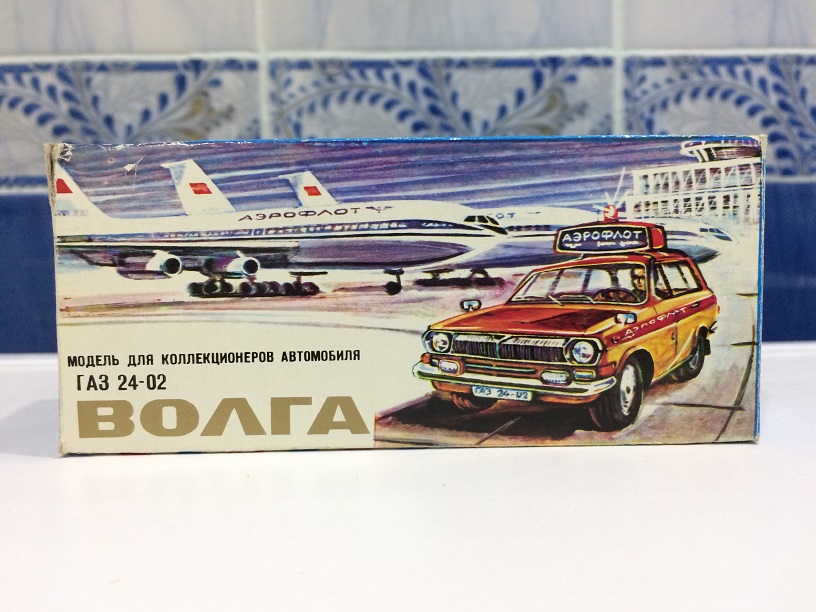 АЭРОФЛОТ
АЭРОФЛОТ
АЭРОФЛОТ
МОДЕЛЬ ДЛЯ КОЛЛЕКЦИОНЕРОВ АВТОМОБИЛЯ
ГАЗ 24-02
ВОЛГА
ГАЗ 24-02